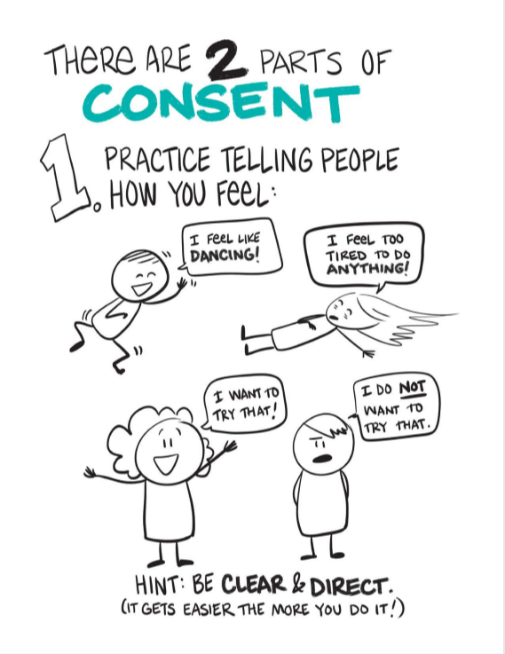 THERE ARE 2 PARTS OF
CONSENT
1. PRACTICE TELLING PEOPLE
HOW YOU FEEL:
I FEEL LIKE
DANCING!
I FEEL TOO
TIRED TO DO
ANYTHING!
I WANT TO
TRY THAT!
I DO NOT
WANT TO
TRY THAT.
HINT: BE CLEAR & DIRECT.
(IT GETS EASIER THE MORE YOU DO IT!)